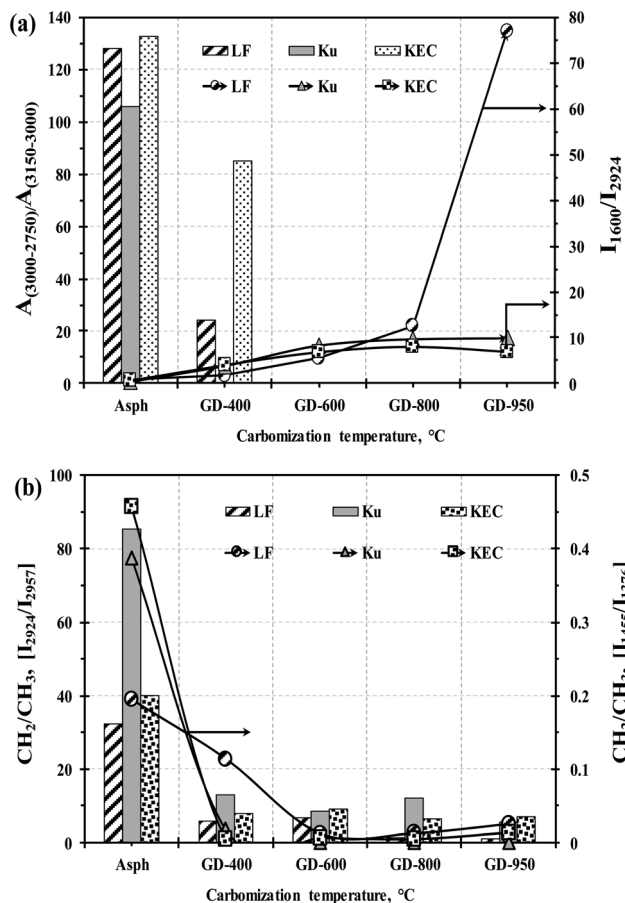 (a)
140
120
100
80
60
40
20
0
A(3000-2750)/A(3150-3000)
LF Ku KEC
LF Ku KEC
80
70
60
50
40
30
20
10
0
I1600/I2924
Asph GD-400 GD-600 GD-800 GD-950
Carbomization temperature, °C
(b)
100
80
60
40
20
0
CH2/CH3, [I2924/I2957]
LF Ku KEC
LF Ku KEC
0.5
0.4
0.3
0.2
0.1
0
Asph GD-400 GD-600 GD-800 GD-950
Carbomization temperature, °C